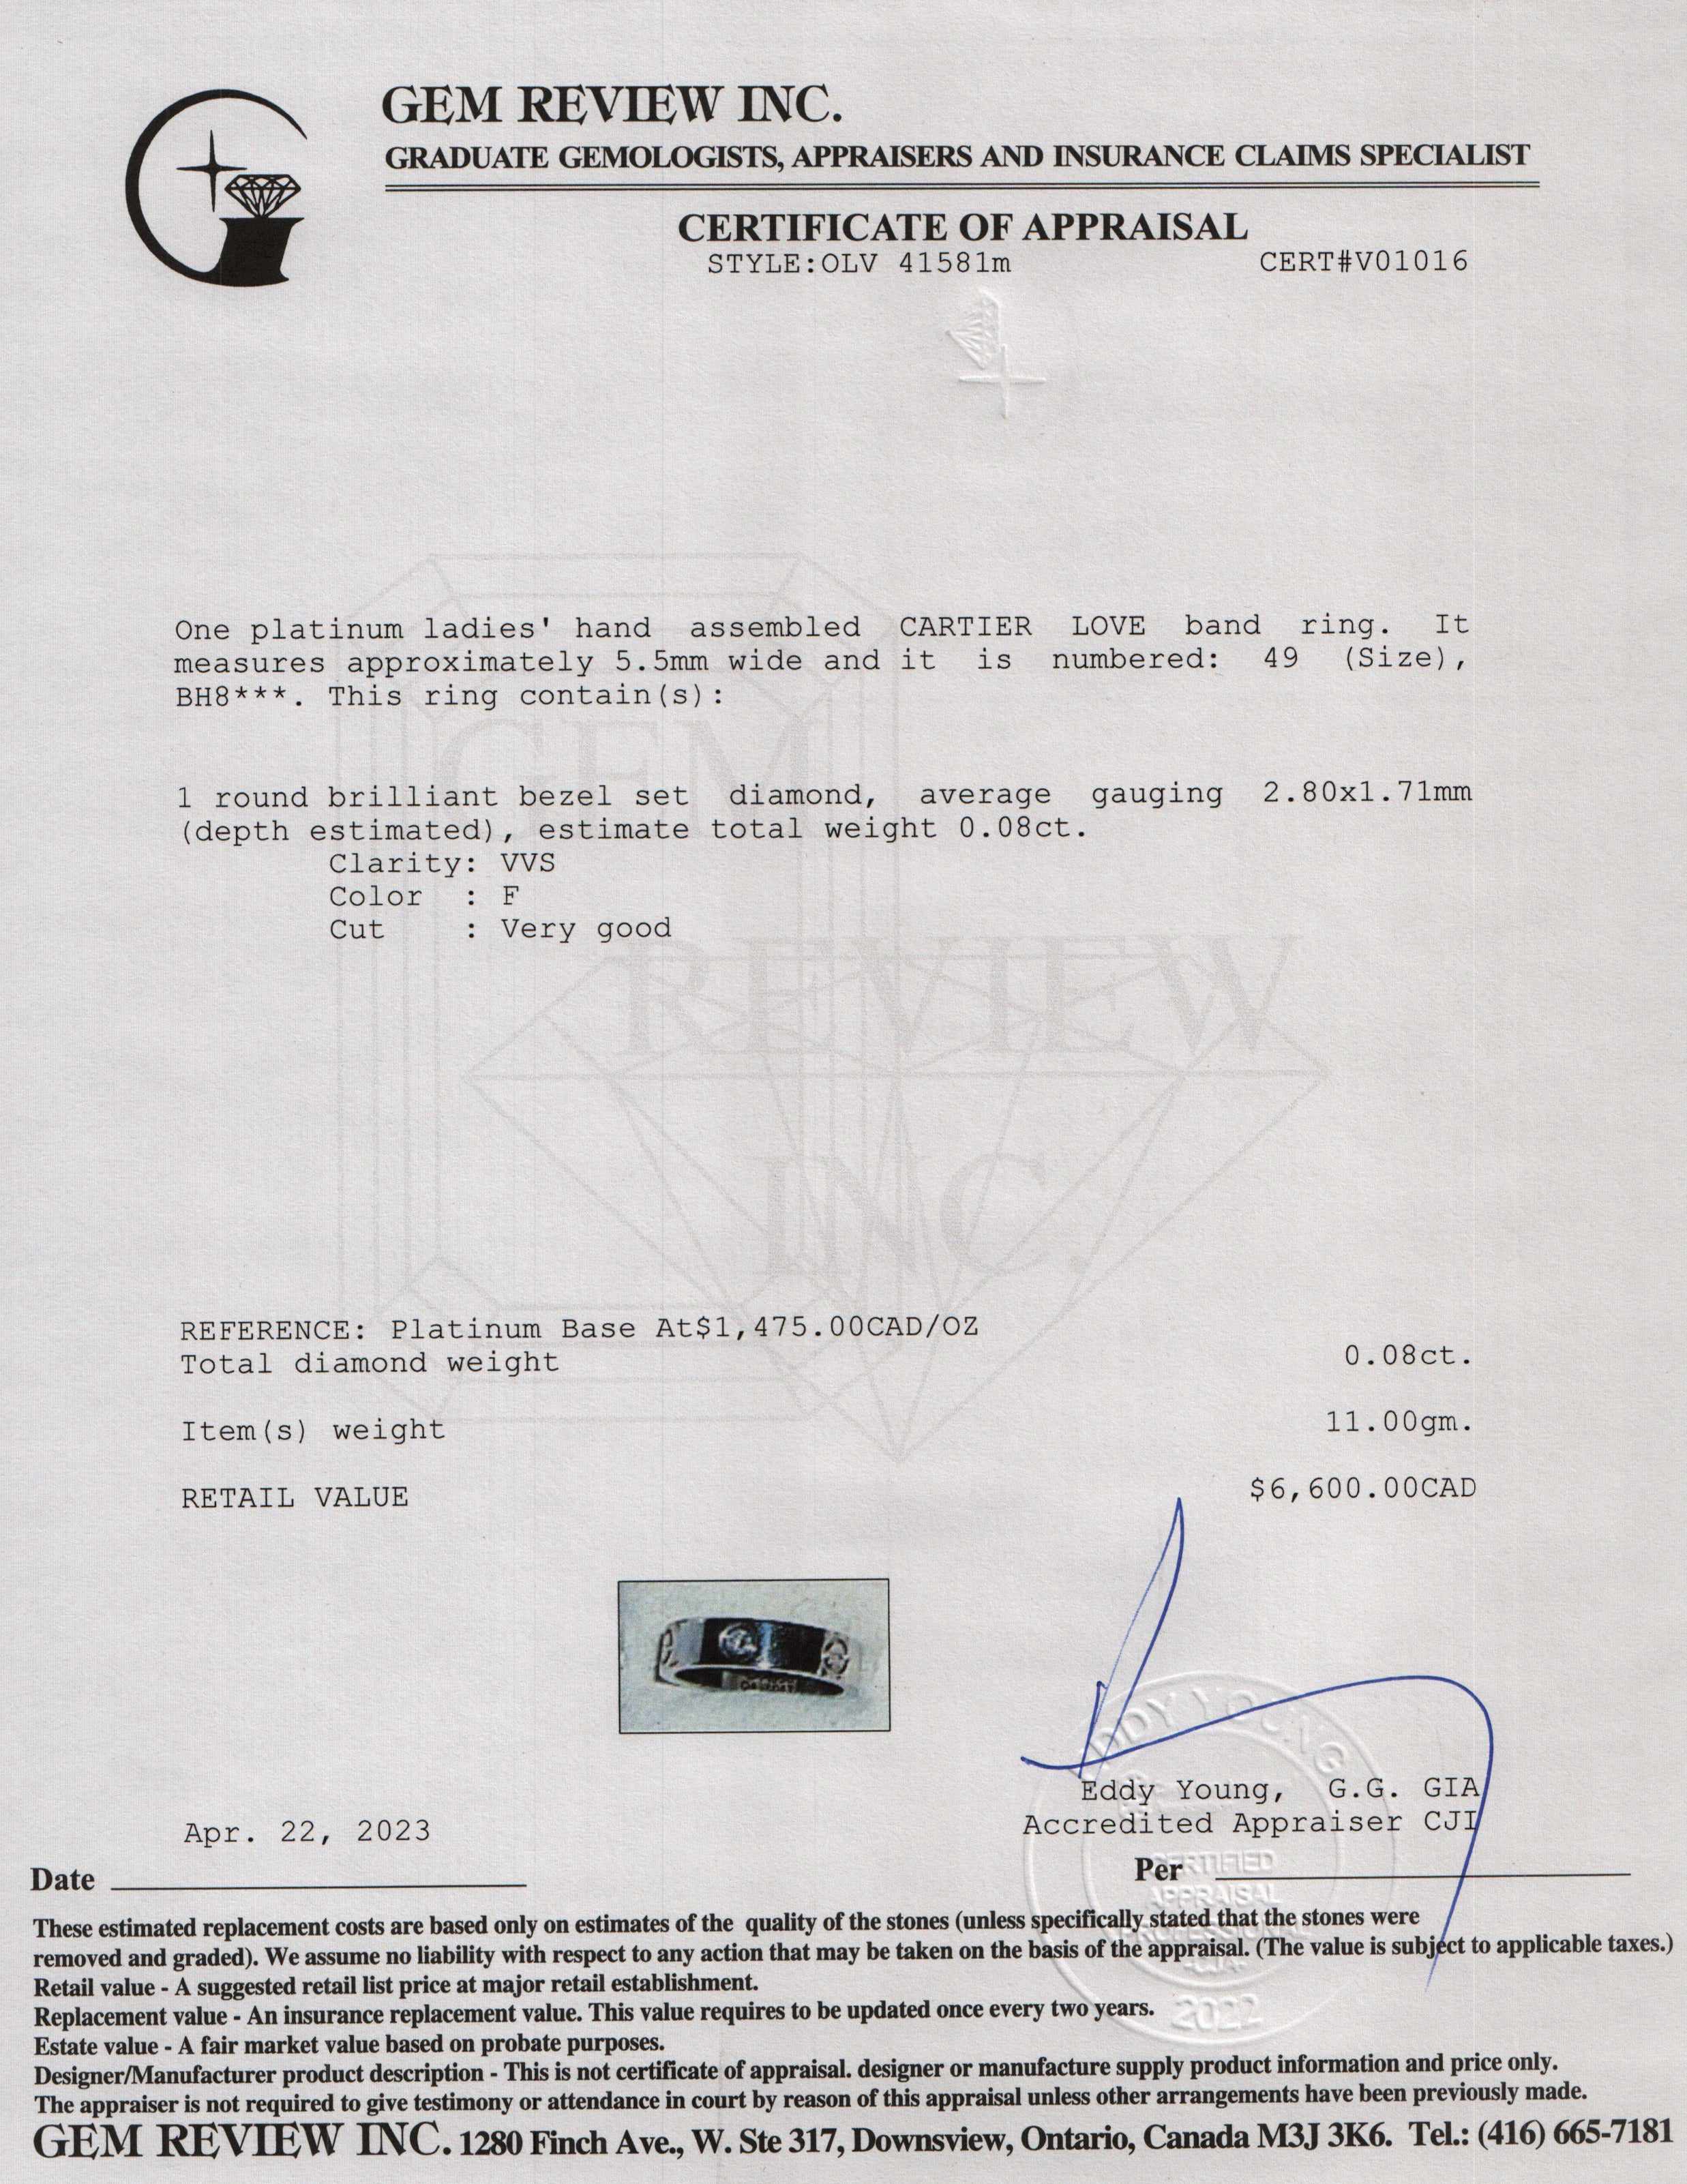 GEM REVIEW INC.
GRADUATE GEMOLOGISTS, APPRAISERS AND INSURANCE CLAIMS SPECIALIST
CERTIFICATE OF APPRAISAL
STYLE:OLV 41581m CERT#V01016
One platinum ladies' hand assembled CARTIER LOVE band ring. It
measures approximately 5.5mm wide and it is numbered: 49 (Size),
BH8***. This ring contain(s):
GEM
1 round brilliant bezel set diamond, average gauging 2.80x1.71mm
(depth estimated), estimate total weight 0.08ct.
Clarity: VVS
Color : F
Cut : Very good
REVIEW
INC.
REFERENCE: Platinum Base At$1,475.00CAD/OZ
Total diamond weight 0.08ct.
Item(s) weight 11.00gm.
RETAIL VALUE $6,600.00CAD
EDDY YOUNG
Eddy Young, G.G. GIA
Accredited Appraiser CJI
Apr. 22, 2023
Date
Per
CERTIFIED
APPRAISAL
PROFESSIONAL
2022
These estimated replacement costs are based only on estimates of the quality of the stones (unless specifically stated that the stones were
removed and graded). We assume no liability with respect to any action that may be taken on the basis of the appraisal. (The value is subject to applicable taxes.)
Retail value - A suggested retail list price at major retail establishment.
Replacement value - An insurance replacement value. This value requires to be updated once every two years.
Estate value - A fair market value based on probate purposes.
Designer/Manufacturer product description - This is not certificate of appraisal. designer or manufacture supply product information and price only.
The appraiser is not required to give testimony or attendance in court by reason of this appraisal unless other arrangements have been previously made.
GEM REVIEW INC. 1280 Finch Ave., W. Ste 317, Downsview, Ontario, Canada M3J 3K6. Tel.: (416) 665-7181